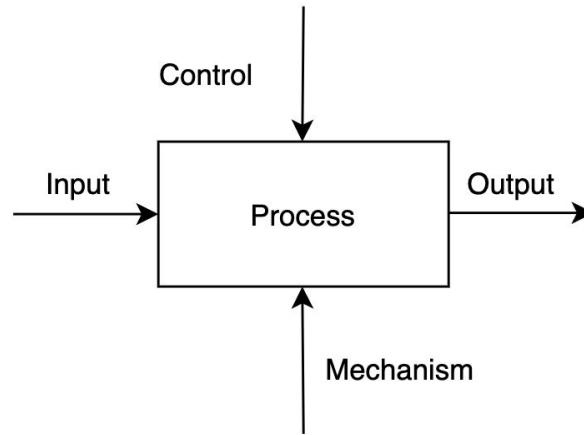 Control
Input
Process
Output
Mechanism